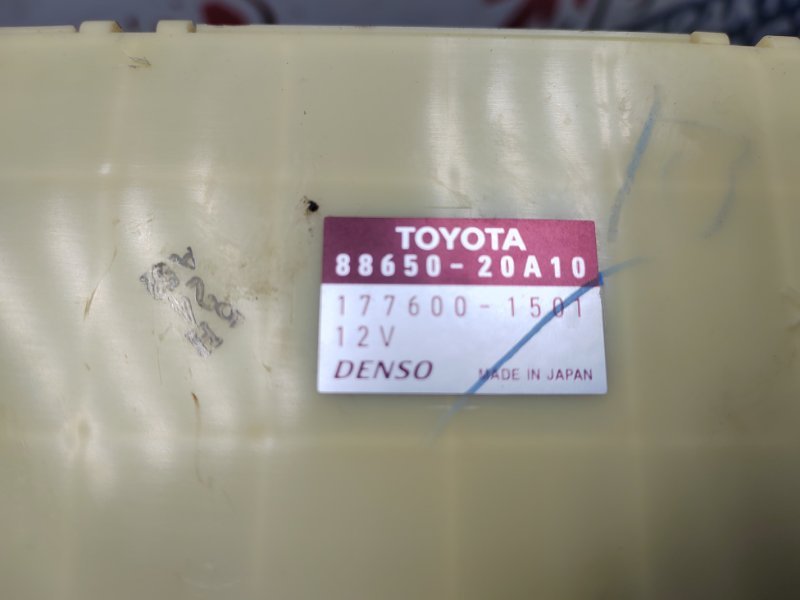 TOYOTA
88650-20A10
177600-1501
12V
DENSO MADE IN JAPAN